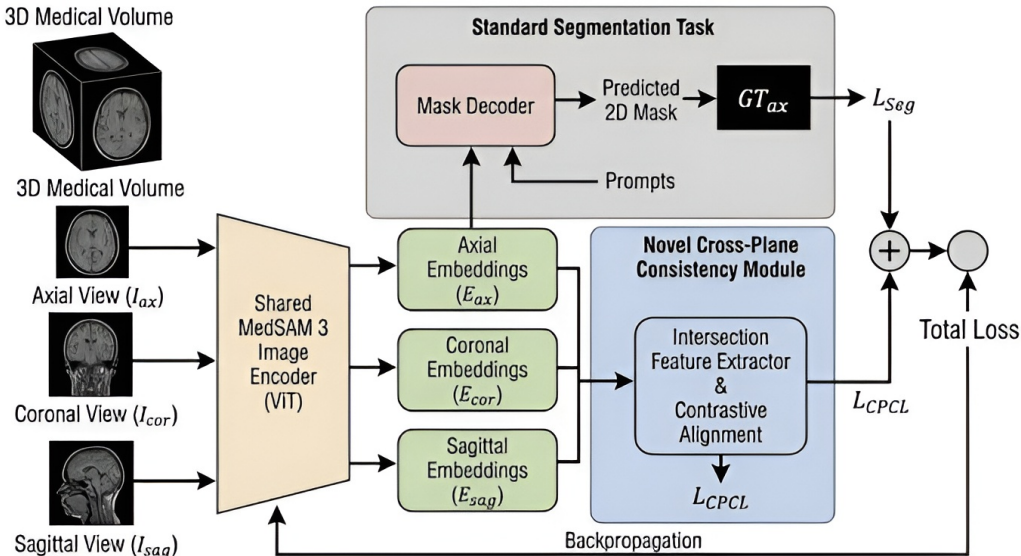 3D Medical Volume
3D Medical Volume
Axial View (I_ax)
Coronal View (I_cor)
Sagittal View (I_sag)
Shared
MedSAM 3
Image
Encoder
(ViT)
Standard Segmentation Task
Mask Decoder
Predicted
2D Mask
GT_ax
L_Seg
Prompts
Axial
Embeddings
(E_ax)
Coronal
Embeddings
(E_cor)
Sagittal
Embeddings
(E_sag)
Novel Cross-Plane
Consistency Module
Intersection
Feature Extractor
&
Contrastive
Alignment
L_CPCL
L_CPCL
+
Total Loss
Backpropagation